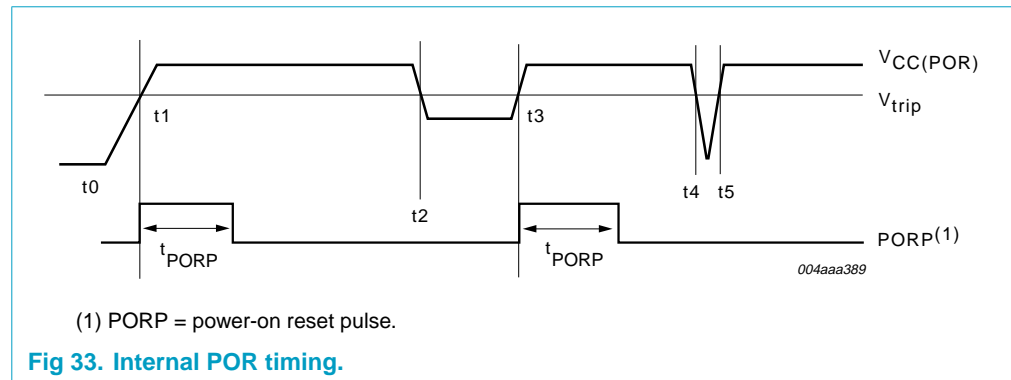 VCC(POR)
Vtrip
t1
t3
t0
t4
t5
t2
PORP(1)
tPORP
tPORP
004aaa389
(1) PORP = power-on reset pulse.
Fig 33. Internal POR timing.